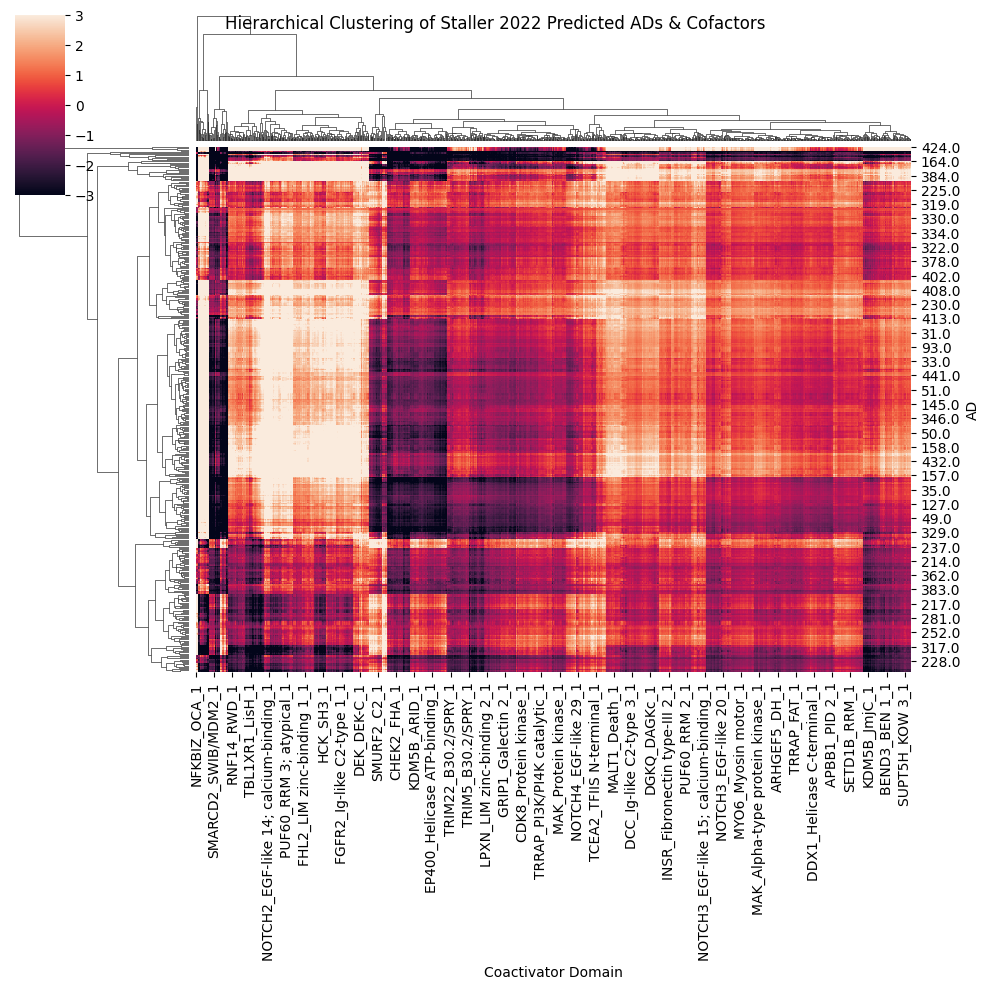 Hierarchical Clustering of Staller 2022 Predicted ADs & Cofactors
3
2
1
0
−1
−2
−3
424.0
164.0
384.0
225.0
319.0
330.0
334.0
322.0
378.0
402.0
408.0
230.0
413.0
31.0
93.0
33.0
441.0
51.0
145.0
346.0
50.0
158.0
432.0
157.0
35.0
127.0
49.0
329.0
237.0
214.0
362.0
383.0
217.0
281.0
252.0
317.0
228.0
AD
NFKBIZ_OCA_1
SMARCD2_SWIB/MDM2_1
RNF14_RWD_1
TBL1XR1_LisH_1
NOTCH2_EGF-like 14; calcium-binding_1
PUF60_RRM 3; atypical_1
FHL2_LIM zinc-binding 1_1
HCK_SH3_1
FGFR2_Ig-like C2-type 1_1
DEK_DEK-C_1
SMURF2_C2_1
CHEK2_FHA_1
KDM5B_ARID_1
EP400_Helicase ATP-binding_1
TRIM22_B30.2/SPRY_1
TRIM5_B30.2/SPRY_1
LPXN_LIM zinc-binding 2_1
GRIP1_Galectin 2_1
CDK8_Protein kinase_1
TRRAP_PI3K/PI4K catalytic_1
MAK_Protein kinase_1
NOTCH4_EGF-like 29_1
TCEA2_TFIIS N-terminal_1
MALT1_Death_1
DCC_Ig-like C2-type 3_1
DGKQ_DAGKc_1
INSR_Fibronectin type-III 2_1
PUF60_RRM 2_1
NOTCH3_EGF-like 15; calcium-binding_1
NOTCH3_EGF-like 20_1
MYO6_Myosin motor_1
MAK_Alpha-type protein kinase_1
ARHGEF5_DH_1
TRRAP_FAT_1
DDX1_Helicase C-terminal_1
APBB1_PID 2_1
SETD1B_RRM_1
KDM5B_JmjC_1
BEND3_BEN 1_1
SUPT5H_KOW 3_1
Coactivator Domain